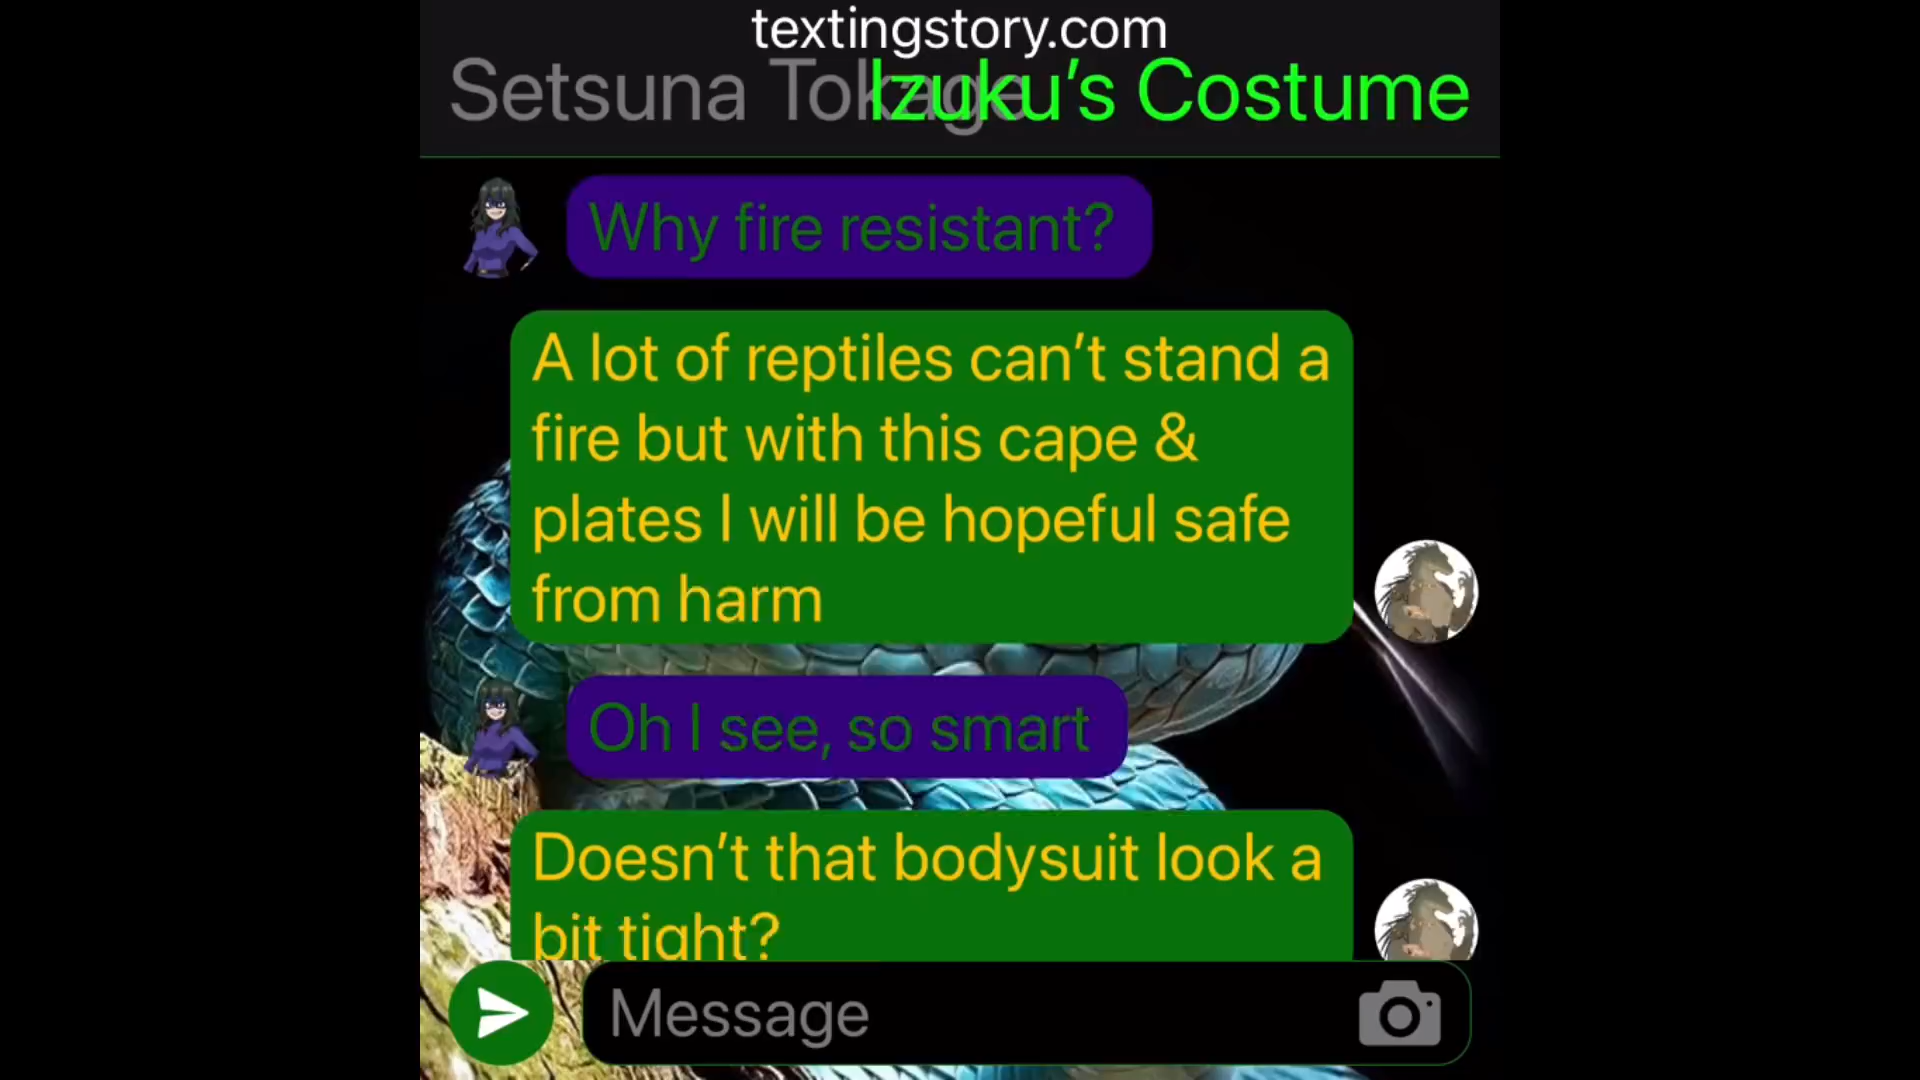 textingstory.com
Setsuna Tokage
Izuku’s Costume
Why fire resistant?
A lot of reptiles can’t stand a
fire but with this cape &
plates I will be hopeful safe
from harm
Oh I see, so smart
Doesn’t that bodysuit look a
bit tight?
Message